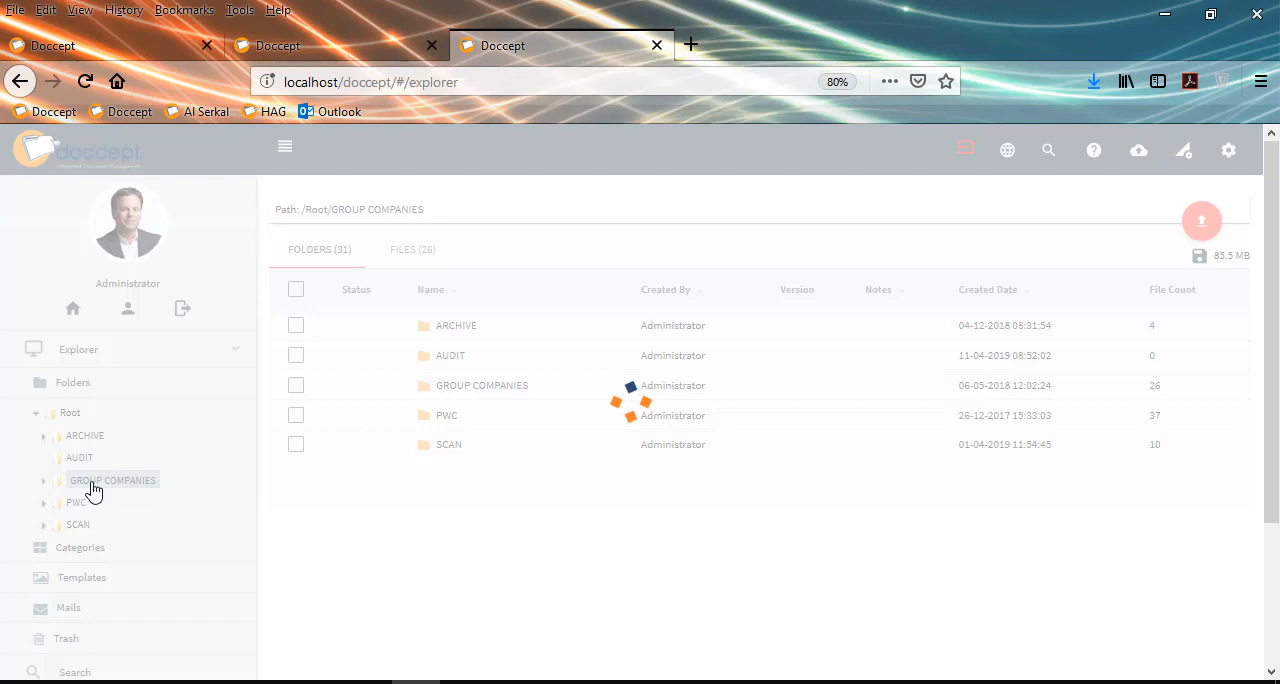 File Edit View History Bookmarks Tools Help
Doccept Doccept Doccept
localhost/doccept/#/explorer 80%
Doccept Doccept Al Serkal HAG Outlook
doccept
Path: /Root/GROUP COMPANIES
FOLDERS (31) FILES (26)
85.5 MB
Administrator
Status Name Created By Version Notes Created Date File Count
ARCHIVE Administrator 04-12-2018 08:31:54 4
AUDIT Administrator 11-04-2019 08:52:02 0
GROUP COMPANIES Administrator 06-05-2018 12:02:24 26
PWC Administrator 26-12-2017 15:33:03 37
SCAN Administrator 01-04-2019 11:54:45 10
Explorer
Folders
Root
ARCHIVE
AUDIT
GROUP COMPANIES
PWC
SCAN
Categories
Templates
Mails
Trash
Search